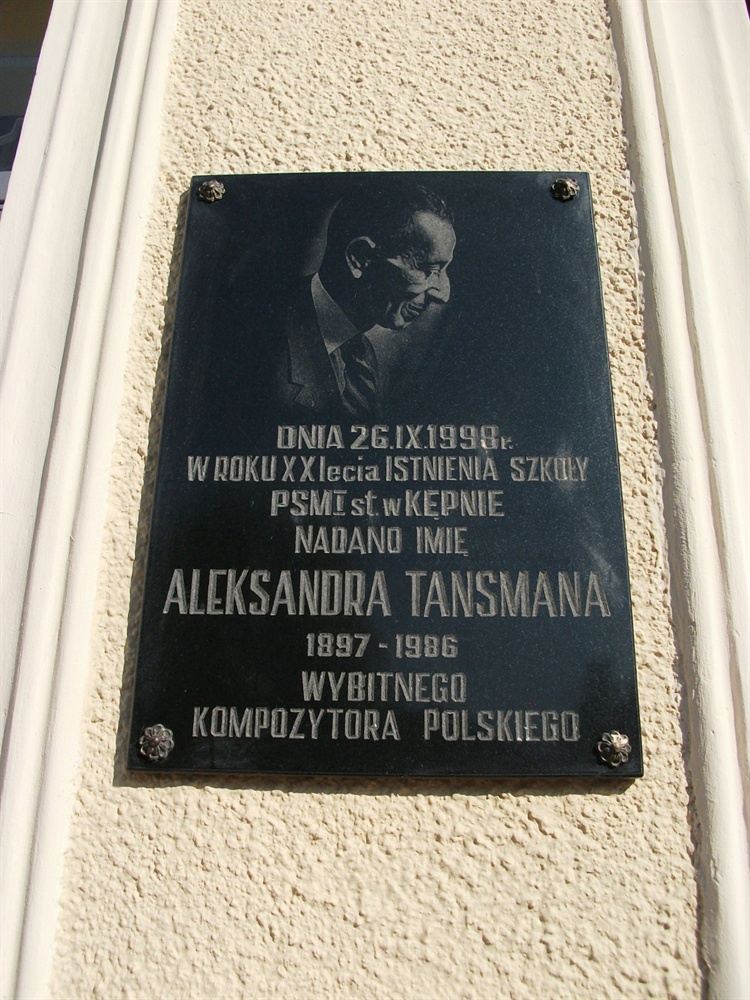 DNIA 26.IX.1998r.
W ROKU XXlecia ISTNIENIA SZKOŁY
PSM I st. w KĘPNIE
NADANO IMIĘ
ALEKSANDRA TANSMANA
1897 - 1986
WYBITNEGO
KOMPOZYTORA POLSKIEGO